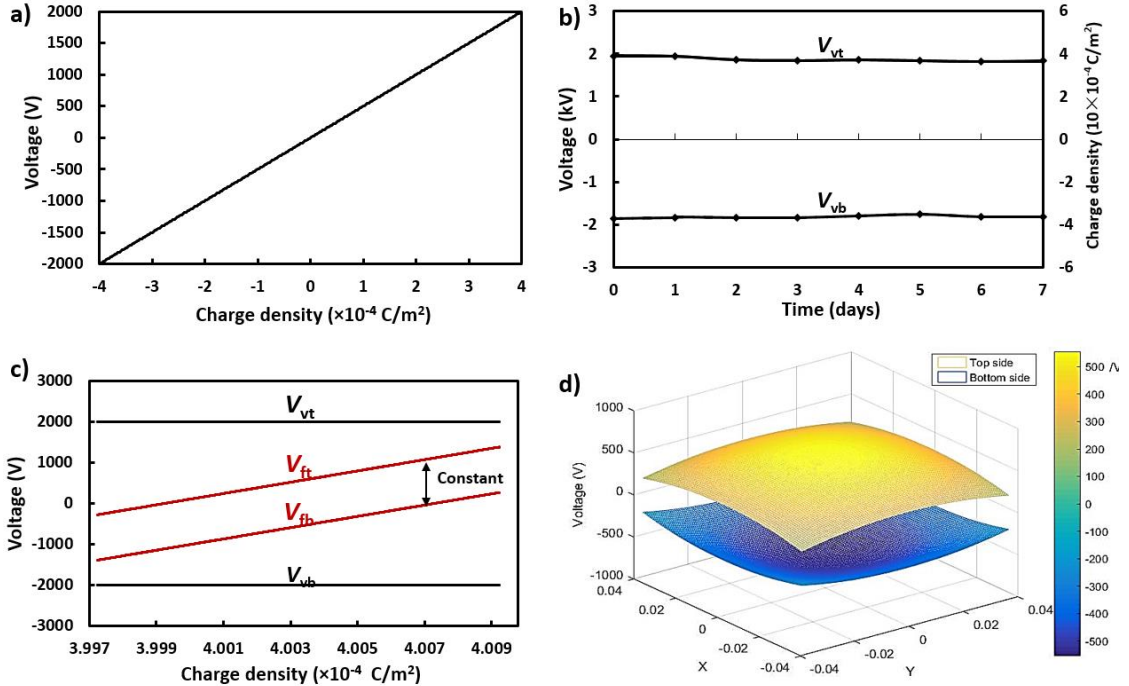 a)
2000
1500
1000
500
0
-500
-1000
-1500
-2000
Voltage (V)
-4 -3 -2 -1 0 1 2 3 4
Charge density (×10⁻⁴ C/m²)
b)
3
2
1
0
-1
-2
-3
Voltage (kV)
V_vt
V_vb
6
4
2
0
-2
-4
-6
Charge density (10×10⁻⁴ C/m²)
0 1 2 3 4 5 6 7
Time (days)
c)
3000
2000
1000
0
-1000
-2000
-3000
Voltage (V)
V_vt
V_ft
Constant
V_fb
V_vb
3.997 3.999 4.001 4.003 4.005 4.007 4.009
Charge density (×10⁻⁴ C/m²)
d)
Top side
Bottom side
1000
500
0
-500
-1000
Voltage (V)
0.04
0.02
0
-0.02
-0.04
X
-0.04
-0.02
0
0.02
0.04
Y
500 /V
400
300
200
100
0
-100
-200
-300
-400
-500